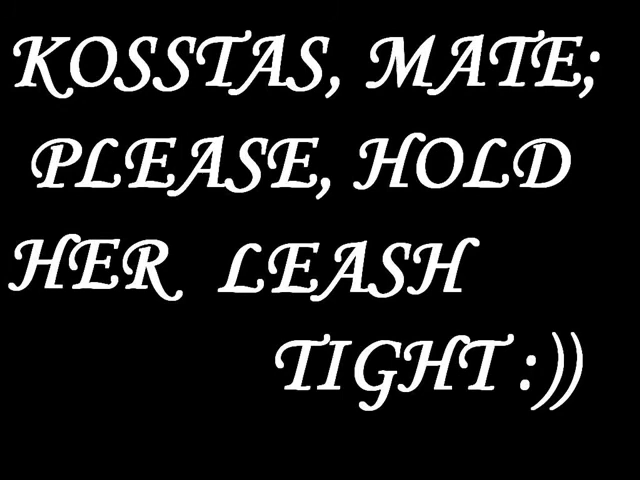 KOSSTAS, MATE;
PLEASE, HOLD
HER LEASH
TIGHT :))